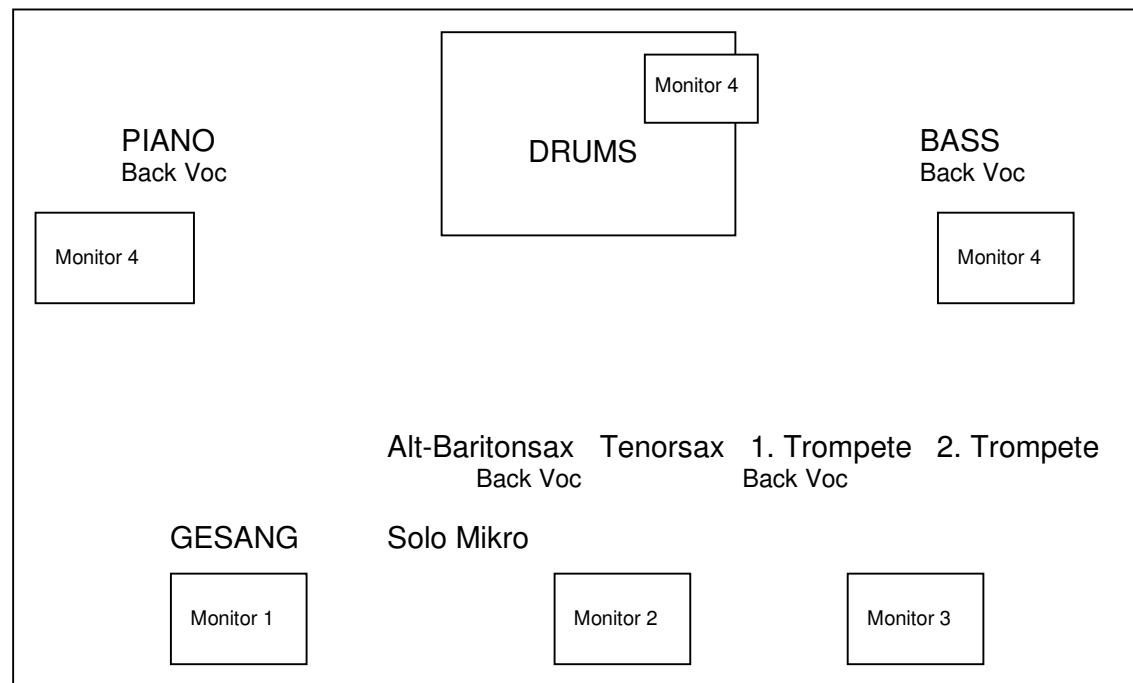 Monitor 4
PIANO
Back Voc
DRUMS
BASS
Back Voc
Monitor 4
Monitor 4
Alt-Baritonsax Tenorsax 1. Trompete 2. Trompete
Back Voc Back Voc
GESANG Solo Mikro
Monitor 1 Monitor 2 Monitor 3